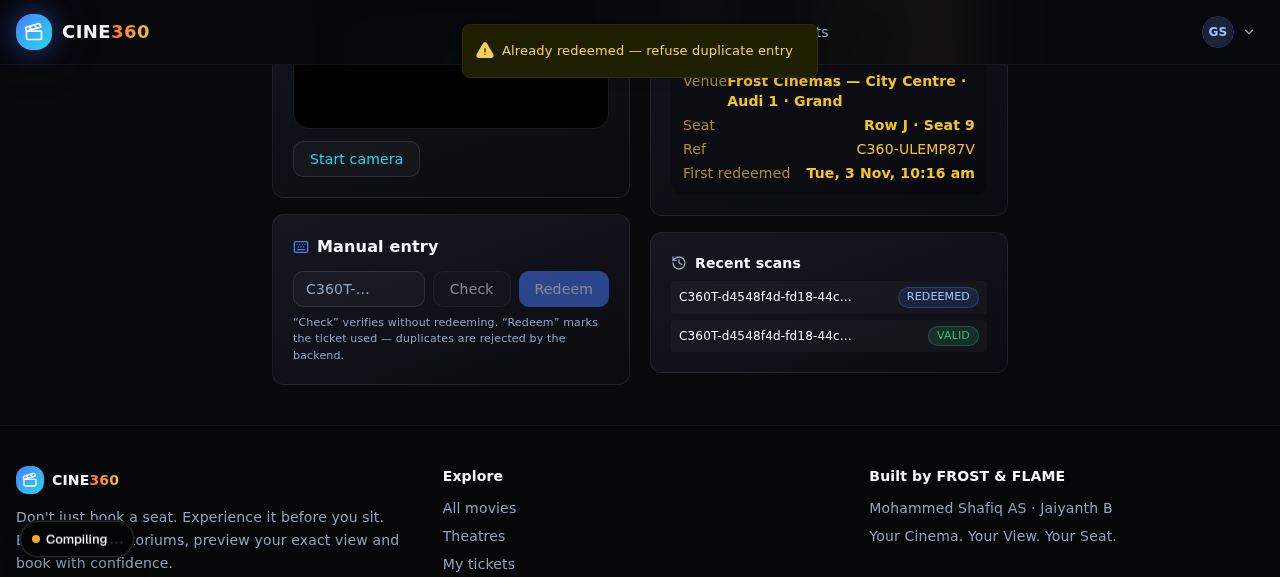 CINE360
Already redeemed — refuse duplicate entry
ts
GS
Venue
Frost Cinemas — City Centre ·
Audi 1 · Grand
Seat
Row J · Seat 9
Ref
C360-ULEMP87V
First redeemed
Tue, 3 Nov, 10:16 am
Start camera
Manual entry
C360T-...
Check
Redeem
“Check” verifies without redeeming. “Redeem” marks
the ticket used — duplicates are rejected by the
backend.
Recent scans
C360T-d4548f4d-fd18-44c...
REDEEMED
C360T-d4548f4d-fd18-44c...
VALID
CINE360
Don't just book a seat. Experience it before you sit.
toriums, preview your exact view and
book with confidence.
Compiling ...
Explore
All movies
Theatres
My tickets
Built by FROST & FLAME
Mohammed Shafiq AS · Jaiyanth B
Your Cinema. Your View. Your Seat.